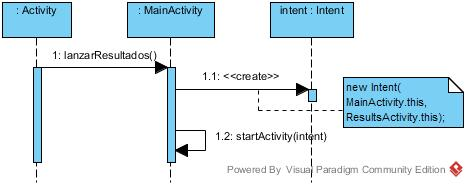 : Activity
: MainActivity
intent : Intent
1: lanzarResultados()
1.1: <<create>>
new Intent(
MainActivity.this,
ResultsActivity.this);
1.2: startActivity(intent)
Powered By Visual Paradigm Community Edition